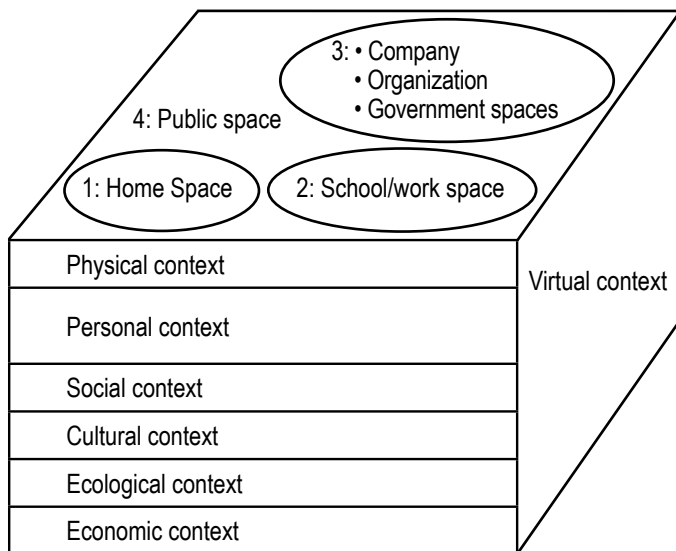 3: • Company
• Organization
• Government spaces
4: Public space
1: Home Space
2: School/work space
Physical context
Virtual context
Personal context
Social context
Cultural context
Ecological context
Economic context